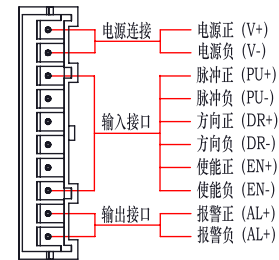 电源连接
电源正 (V+)
电源负 (V-)
输入接口
脉冲正 (PU+)
脉冲负 (PU-)
方向正 (DR+)
方向负 (DR-)
使能正 (EN+)
使能负 (EN-)
输出接口
报警正 (AL+)
报警负 (AL+)